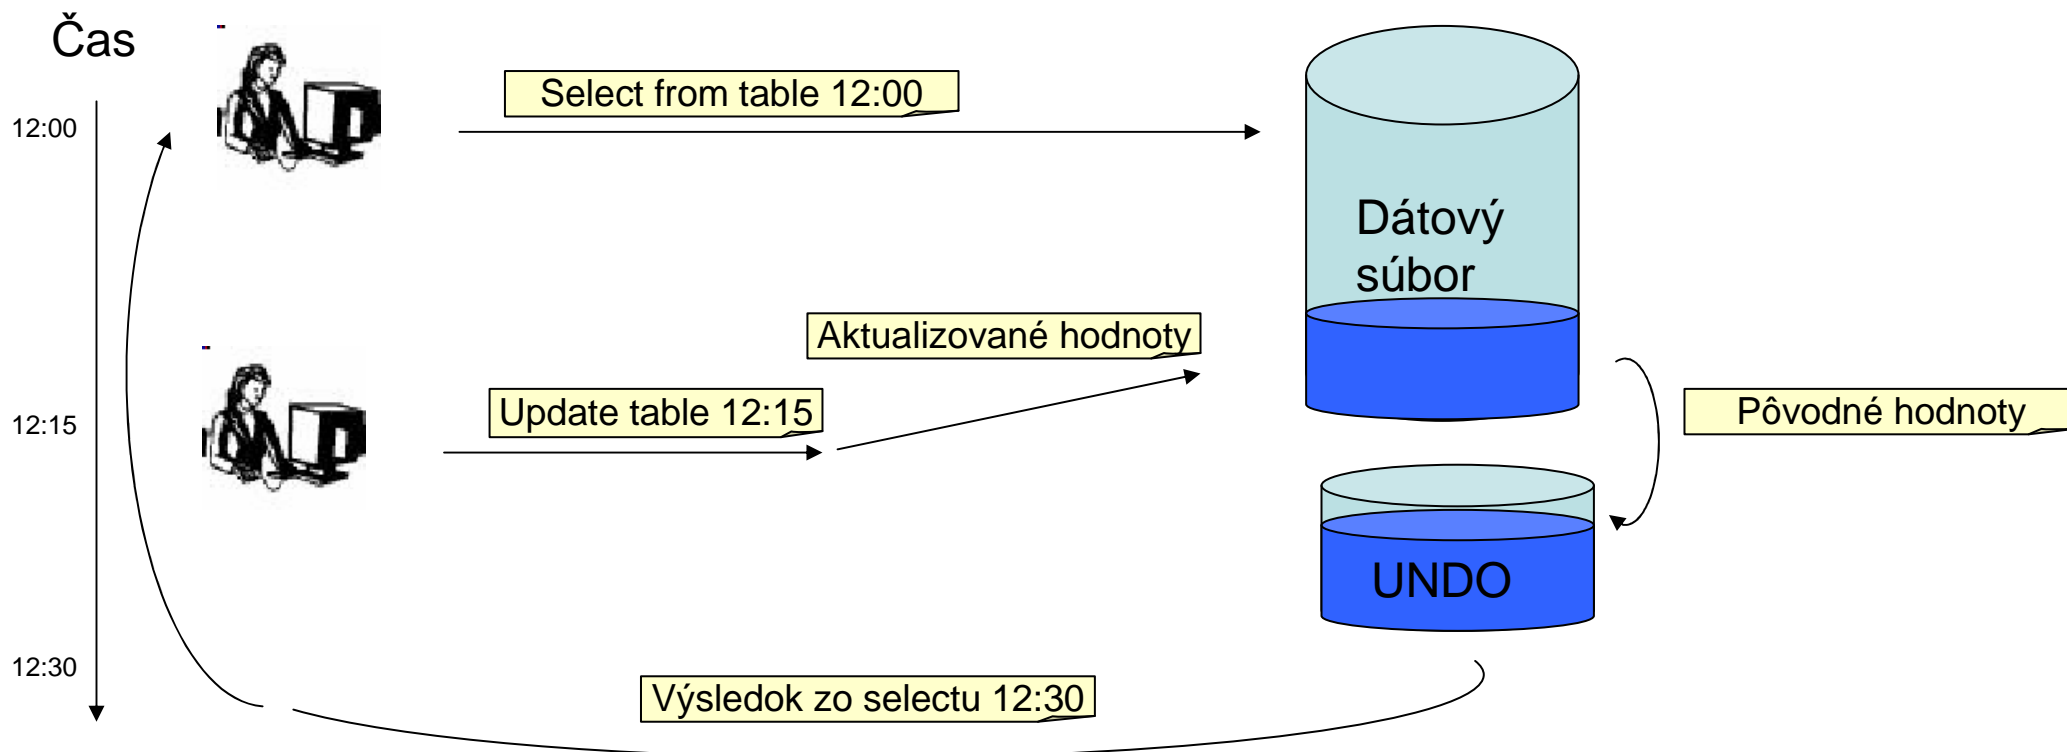 Čas
12:00
Select from table 12:00
Dátový
súbor
Aktualizované hodnoty
12:15
Update table 12:15
Pôvodné hodnoty
UNDO
12:30
Výsledok zo selectu 12:30